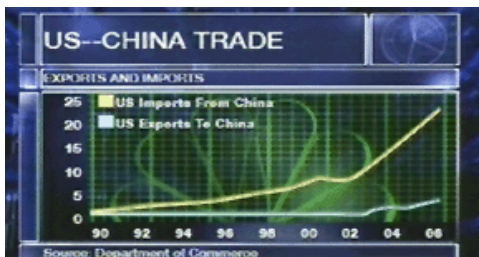 US--CHINA TRADE
EXPORTS AND IMPORTS
25
US Imports From China
20
US Exports To China
15
10
5
0
90 92 94 96 98 00 02 04 06
Source: Department of Commerce